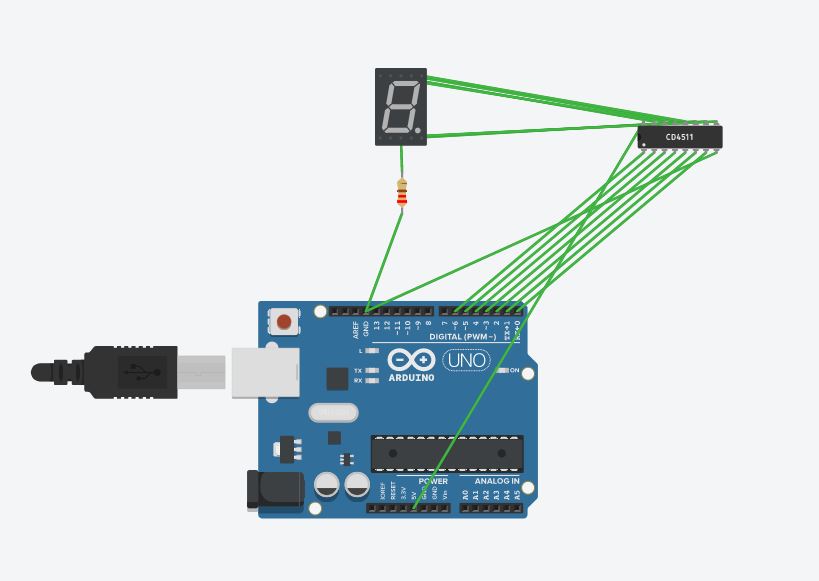 CD4511
AREF
GND
13
12
~11
~10
~9
8
7
~6
~5
4
~3
2
TX→1
DIGITAL (PWM~)
L
TX
RX
ARDUINO
UNO
ON
POWER
ANALOG IN
IOREF
RESET
3.3V
5V
GND
GND
Vin
A0
A1
A2
A3
A4
A5